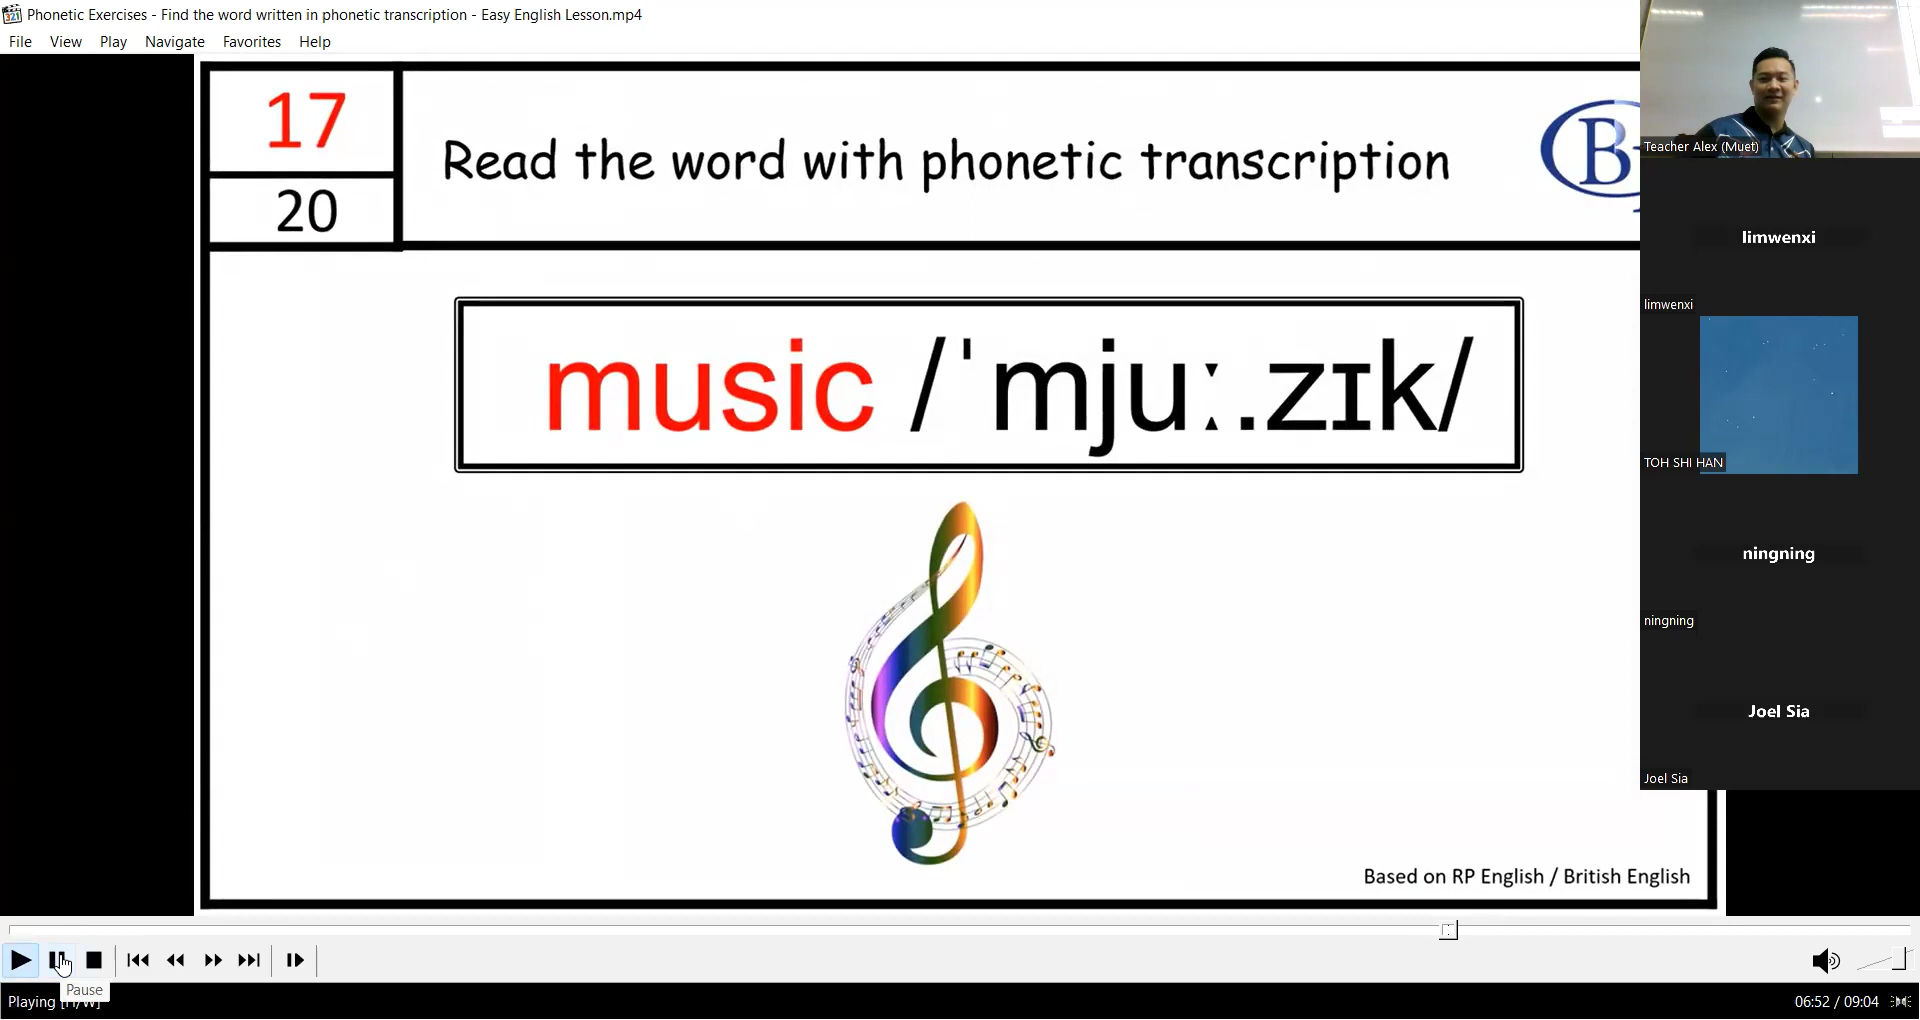 Phonetic Exercises - Find the word written in phonetic transcription - Easy English Lesson.mp4
File View Play Navigate Favorites Help
17
20
Read the word with phonetic transcription
B
music /ˈmjuː.zɪk/
Based on RP English / British English
Teacher Alex (Muet)
limwenxi
limwenxi
TOH SHI HAN
ningning
ningning
Joel Sia
Joel Sia
Pause
Playing [H/W]
06:52 / 09:04